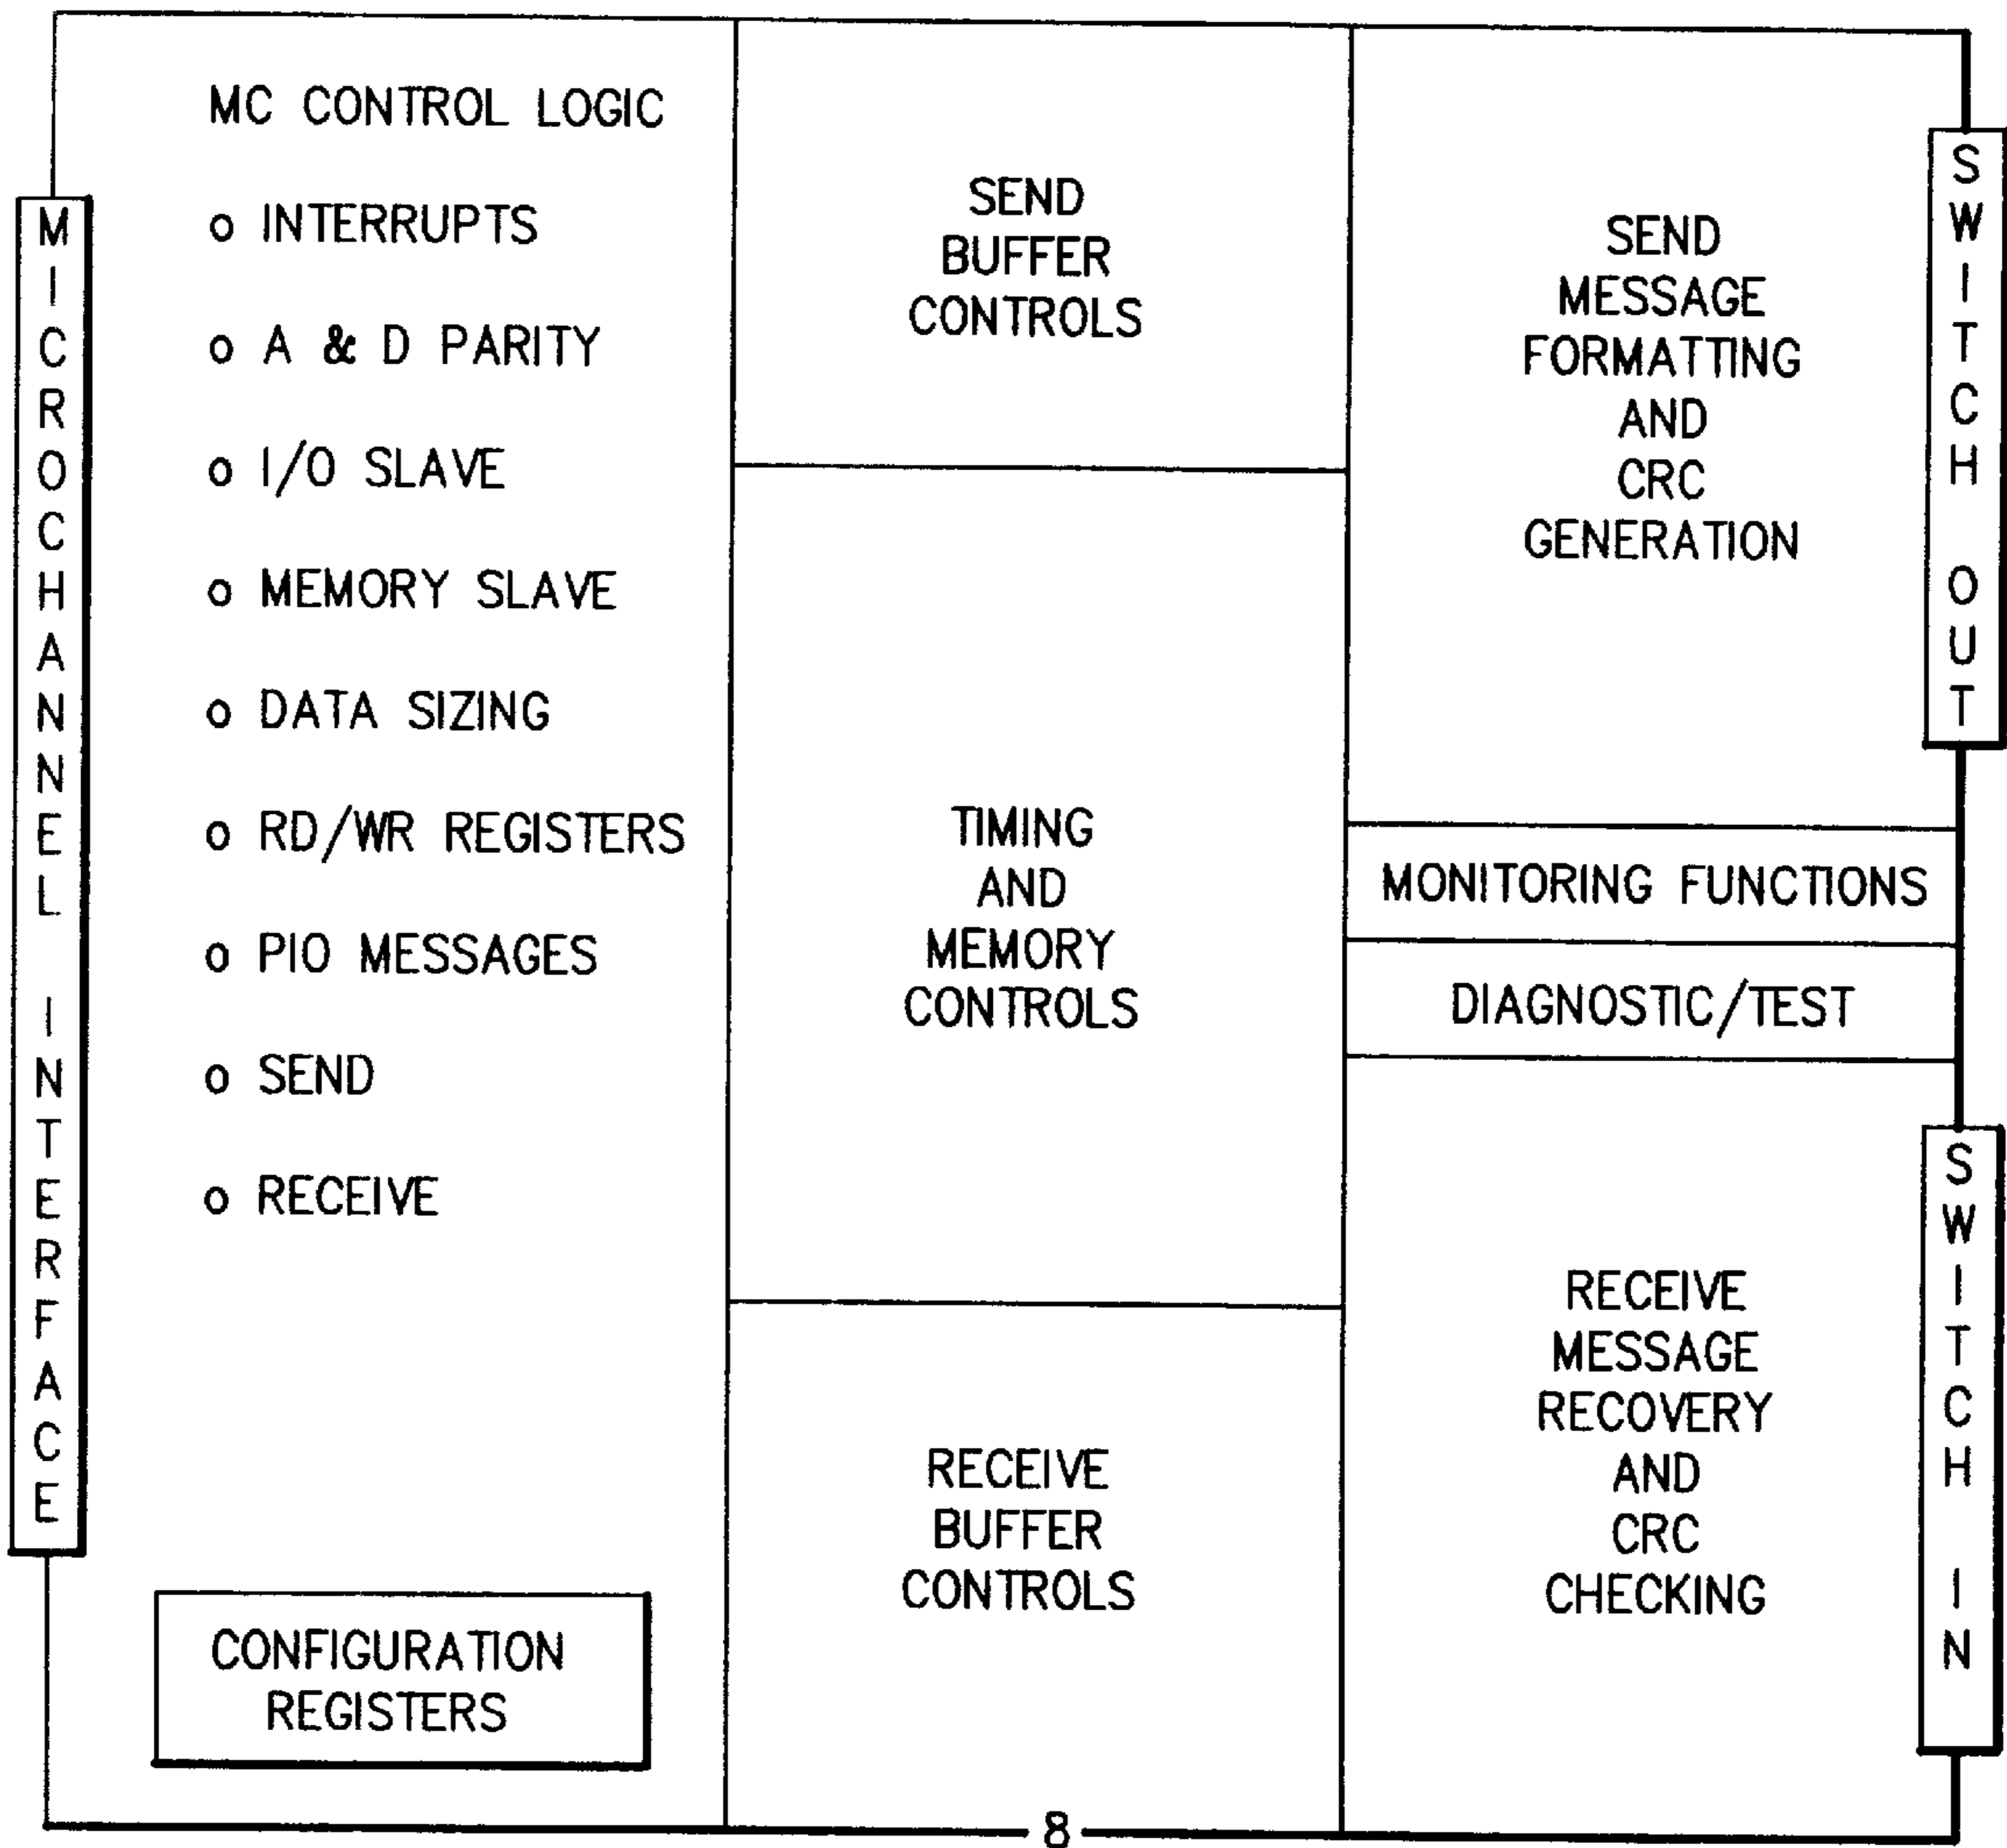 MICROCHANNEL INTERFACE
MC CONTROL LOGIC
o INTERRUPTS
o A & D PARITY
o I/O SLAVE
o MEMORY SLAVE
o DATA SIZING
o RD/WR REGISTERS
o PIO MESSAGES
o SEND
o RECEIVE
CONFIGURATION
REGISTERS
SEND
BUFFER
CONTROLS
TIMING
AND
MEMORY
CONTROLS
RECEIVE
BUFFER
CONTROLS
SEND
MESSAGE
FORMATTING
AND
CRC
GENERATION
MONITORING FUNCTIONS
DIAGNOSTIC/TEST
RECEIVE
MESSAGE
RECOVERY
AND
CRC
CHECKING
SWITCH OUT
SWITCH IN
8